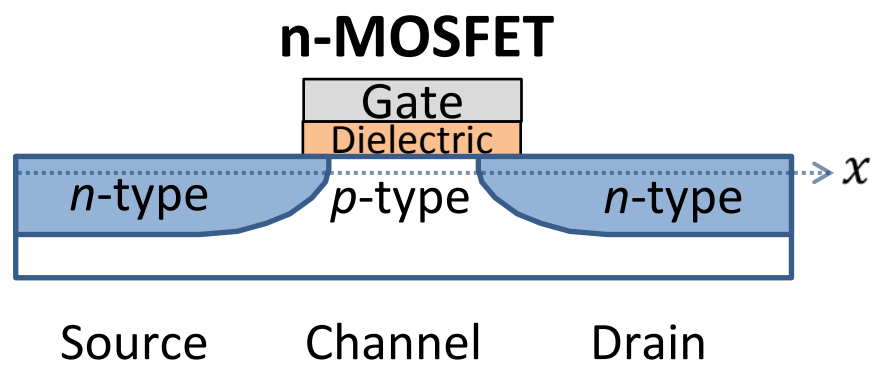 n-MOSFET
Gate
Dielectric
n-type p-type n-type x
Source Channel Drain